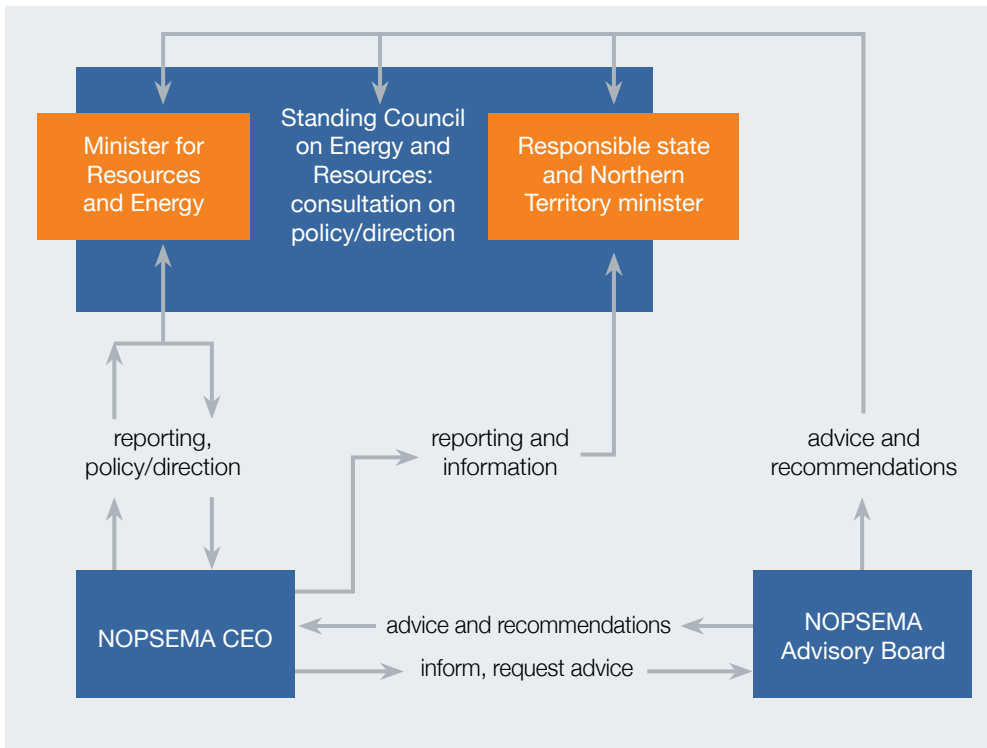 Minister for
Resources
and Energy
Standing Council
on Energy and
Resources:
consultation on
policy/direction
Responsible state
and Northern
Territory minister
reporting,
policy/direction
reporting and
information
advice and
recommendations
NOPSEMA CEO
advice and recommendations
inform, request advice
NOPSEMA
Advisory Board